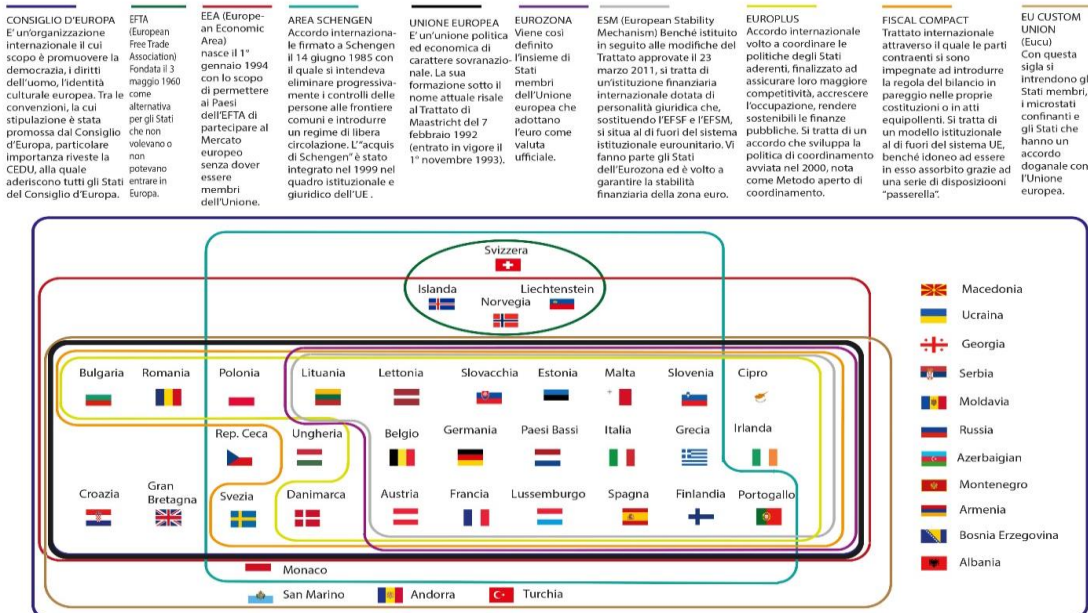 CONSIGLIO D'EUROPA
E' un'organizzazione
internazionale il cui
scopo è promuovere la
democrazia, i diritti
dell'uomo, l'identità
culturale europea. Tra le
convenzioni, la cui
stipulazione è stata
promossa dal Consiglio
d'Europa, particolare
importanza riveste la
CEDU, alla quale
aderiscono tutti gli Stati
del Consiglio d'Europa.
EFTA
(European
Free Trade
Association)
Fondata il 3
maggio 1960
come
alternativa
per gli Stati
che non
volevano o
non
potevano
entrare in
Europa.
EEA (Europe-
an Economic
Area)
nasce il 1°
gennaio 1994
con lo scopo
di permettere
ai Paesi
dell'EFTA di
partecipare al
Mercato
europeo
senza dover
essere
membri
dell'Unione.
AREA SCHENGEN
Accordo internaziona-
le firmato a Schengen
il 14 giugno 1985 con
il quale si intendeva
eliminare progressiva-
mente i controlli delle
persone alle frontiere
comuni e introdurre
un regime di libera
circolazione. L'"acquis
di Schengen" è stato
integrato nel 1999 nel
quadro istituzionale e
giuridico dell'UE .
UNIONE EUROPEA
E' un'unione politica
ed economica di
carattere sovranazio-
nale. La sua
formazione sotto il
nome attuale risale
al Trattato di
Maastricht del 7
febbraio 1992
(entrato in vigore il
1° novembre 1993).
EUROZONA
Viene così
definito
l'insieme di
Stati
membri
dell'Unione
europea che
adottano
l'euro come
valuta
ufficiale.
ESM (European Stability
Mechanism) Benché istituito
in seguito alle modifiche del
Trattato approvate il 23
marzo 2011, si tratta di
un'istituzione finanziaria
internazionale dotata di
personalità giuridica che,
sostituendo l'EFSF e l'EFSM,
si situa al di fuori del sistema
istituzionale eurounitario. Vi
fanno parte gli Stati
dell'Eurozona ed è volto a
garantire la stabilità
finanziaria della zona euro.
EUROPLUS
Accordo internazionale
volto a coordinare le
politiche degli Stati
aderenti, finalizzato ad
assicurare loro maggiore
competitività, accrescere
l'occupazione, rendere
sostenibili le finanze
pubbliche. Si tratta di un
accordo che sviluppa la
politica di coordinamento
avviata nel 2000, nota
come Metodo aperto di
coordinamento.
FISCAL COMPACT
Trattato internazionale
attraverso il quale le parti
contraenti si sono
impegnate ad introdurre
la regola del bilancio in
pareggio nelle proprie
costituzioni o in atti
equipollenti. Si tratta di
un modello istituzionale
al di fuori del sistema UE,
benché idoneo ad essere
in esso assorbito grazie ad
una serie di disposiziooni
"passerella".
EU CUSTOM
UNION
(Eucu)
Con questa
sigla si
intrendono gli
Stati membri,
i microstati
confinanti e
gli Stati che
hanno un
accordo
doganale con
l'Unione
europea.
Svizzera
Islanda Liechtenstein
Norvegia
Bulgaria Romania Polonia Lituania Lettonia Slovacchia Estonia Malta Slovenia Cipro
Rep. Ceca Ungheria Belgio Germania Paesi Bassi Italia Grecia Irlanda
Croazia Gran
Bretagna Svezia Danimarca Austria Francia Lussemburgo Spagna Finlandia Portogallo
Monaco
San Marino Andorra Turchia
Macedonia
Ucraina
Georgia
Serbia
Moldavia
Russia
Azerbaigian
Montenegro
Armenia
Bosnia Erzegovina
Albania